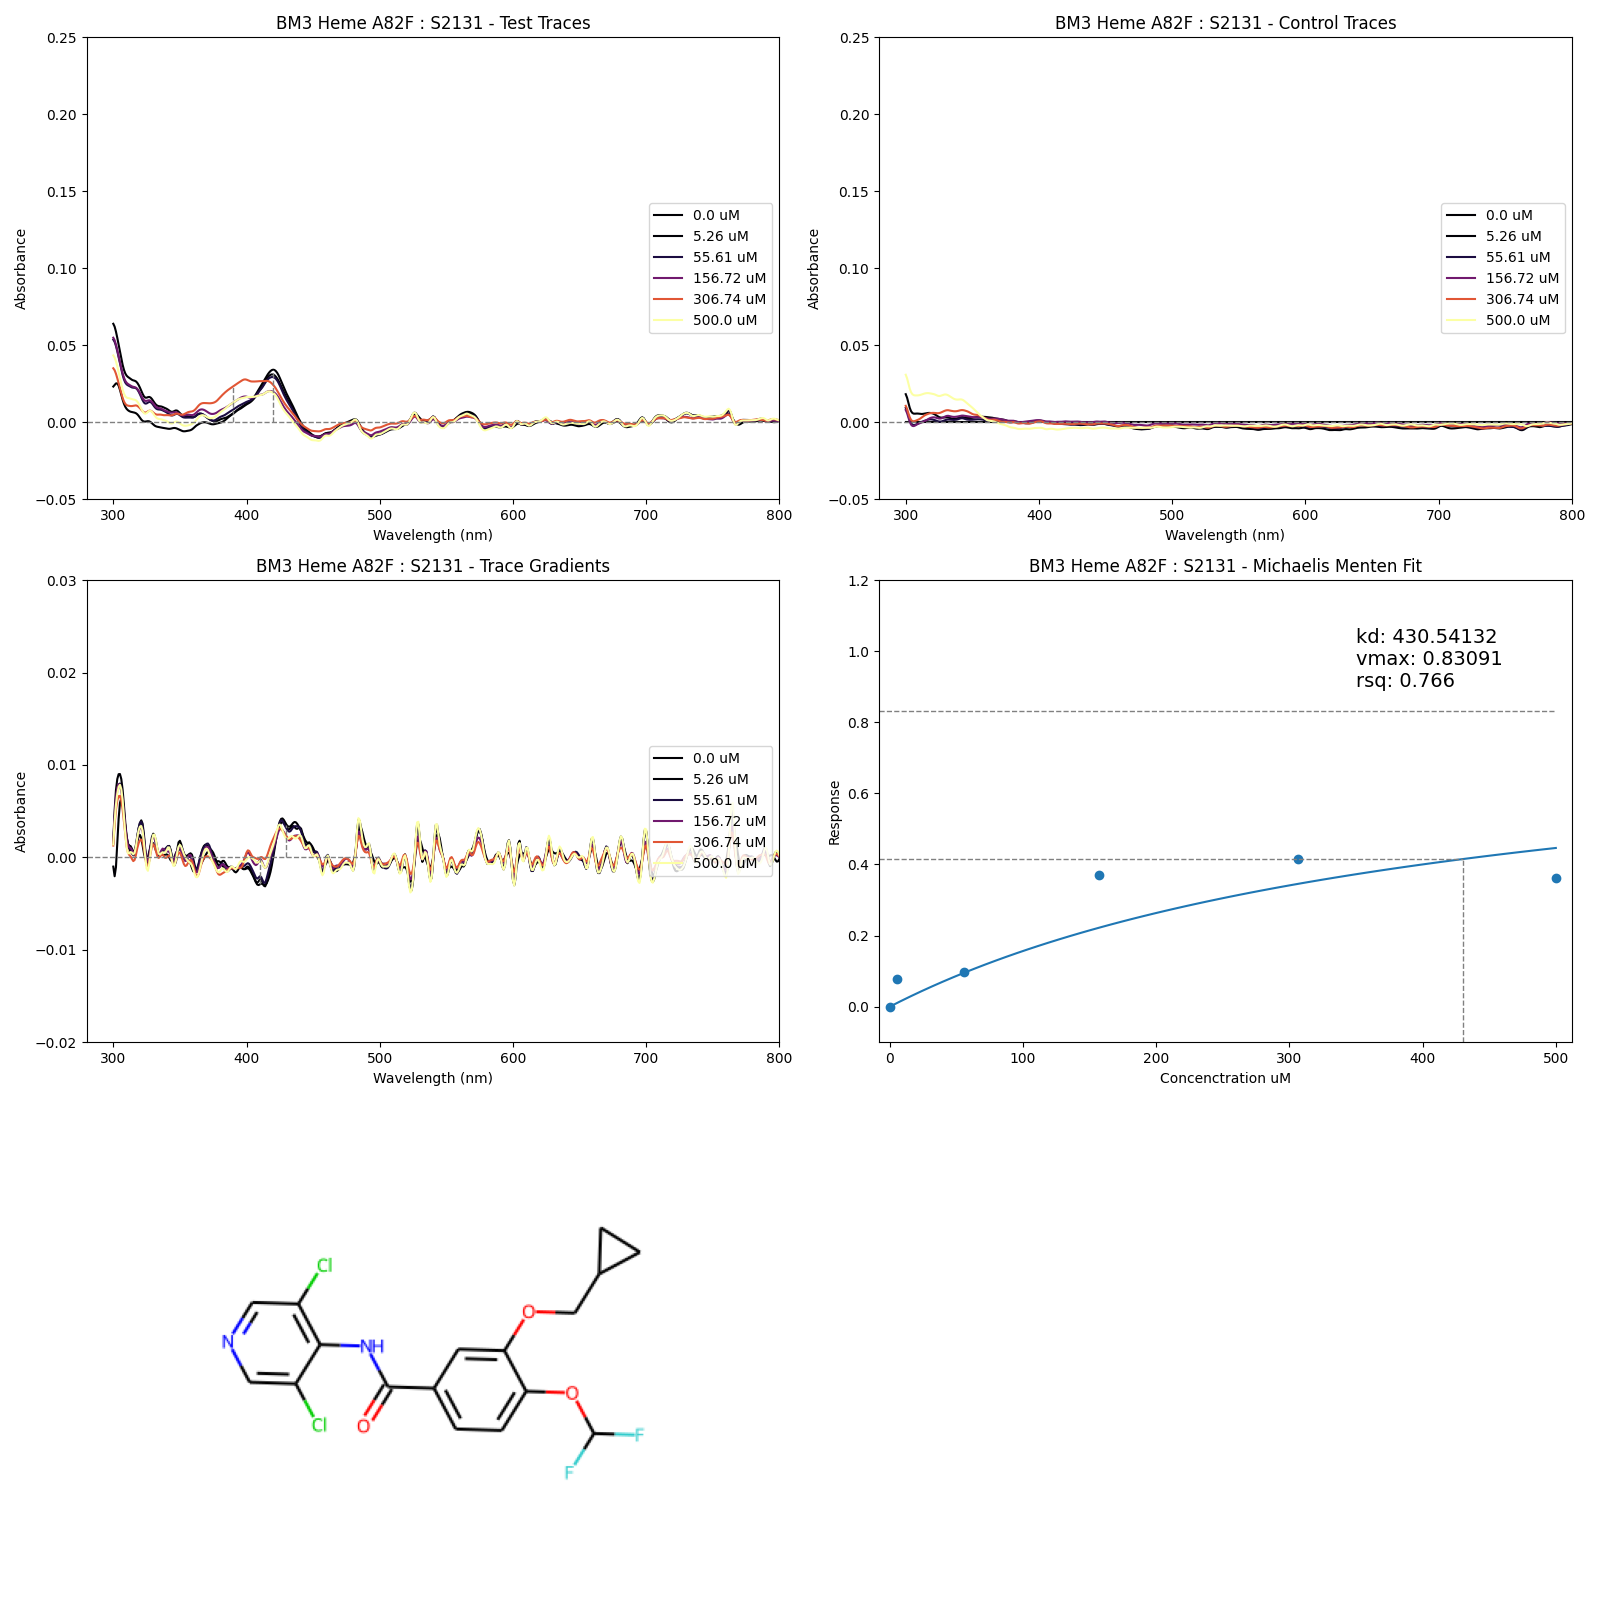 BM3 Heme A82F : S2131 - Test Traces
0.25
0.20
0.15
0.10
0.05
0.00
−0.05
Absorbance
300 400 500 600 700 800
Wavelength (nm)
0.0 uM
5.26 uM
55.61 uM
156.72 uM
306.74 uM
500.0 uM
BM3 Heme A82F : S2131 - Control Traces
0.25
0.20
0.15
0.10
0.05
0.00
−0.05
Absorbance
300 400 500 600 700 800
Wavelength (nm)
0.0 uM
5.26 uM
55.61 uM
156.72 uM
306.74 uM
500.0 uM
BM3 Heme A82F : S2131 - Trace Gradients
0.03
0.02
0.01
0.00
−0.01
−0.02
Absorbance
300 400 500 600 700 800
Wavelength (nm)
0.0 uM
5.26 uM
55.61 uM
156.72 uM
306.74 uM
500.0 uM
BM3 Heme A82F : S2131 - Michaelis Menten Fit
1.2
1.0
0.8
0.6
0.4
0.2
0.0
Response
kd: 430.54132
vmax: 0.83091
rsq: 0.766
0 100 200 300 400 500
Concenctration uM
Cl
O
N
NH
O
O
Cl
F
F